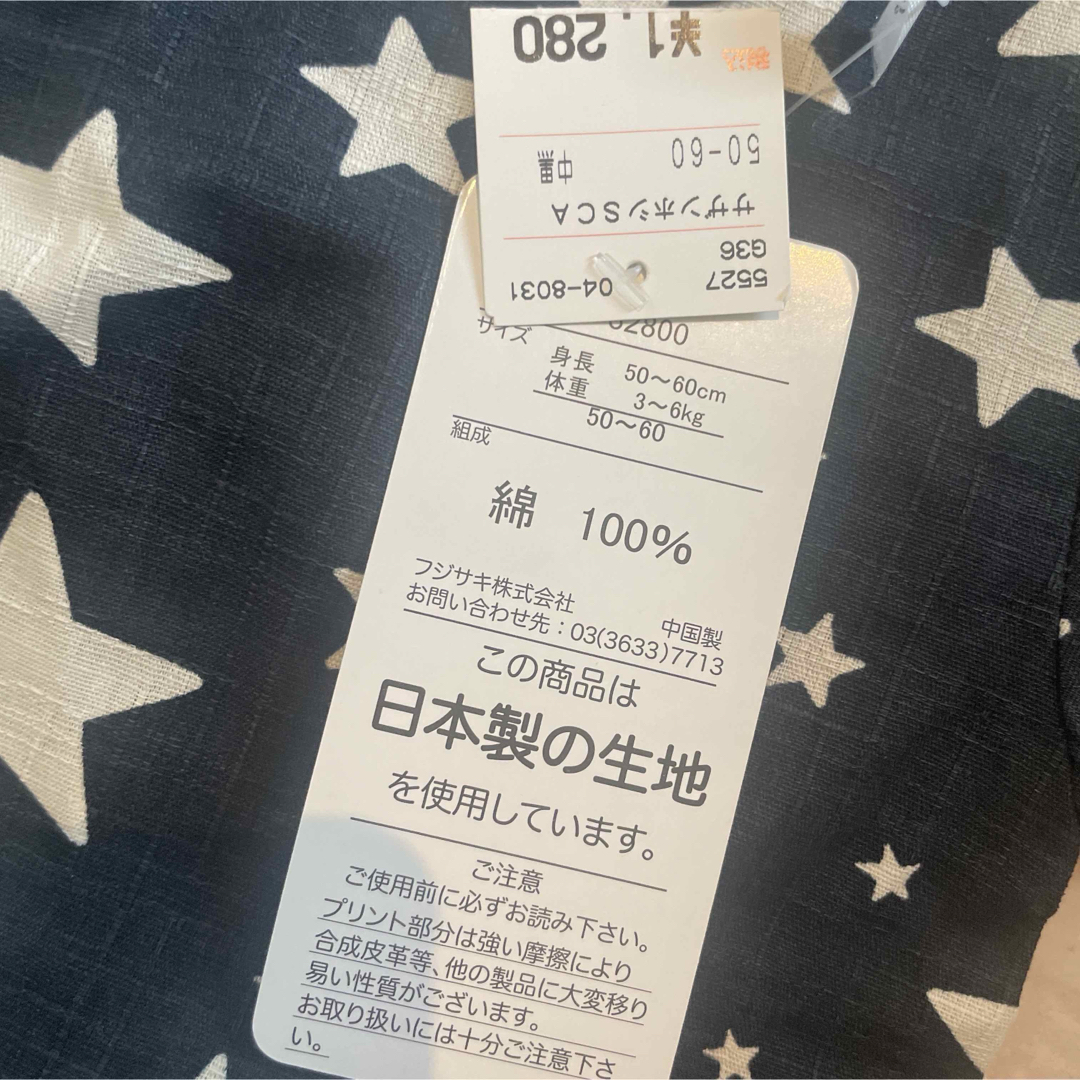 5527 04-8031
G36
サザンホシSCA
50-60 中黒
税込
¥1,280
2800
サイズ
身長 50～60cm
体重 3～6kg
50～60
組成
綿 100%
フジサキ株式会社 中国製
お問い合わせ先：03(3633)7713
この商品は
日本製の生地
を使用しています。
ご注意
ご使用前に必ずお読み下さい。
プリント部分は強い摩擦により
合成皮革等、他の製品に大変移り
易い性質がございます。
お取り扱いには十分ご注意下さ
い。